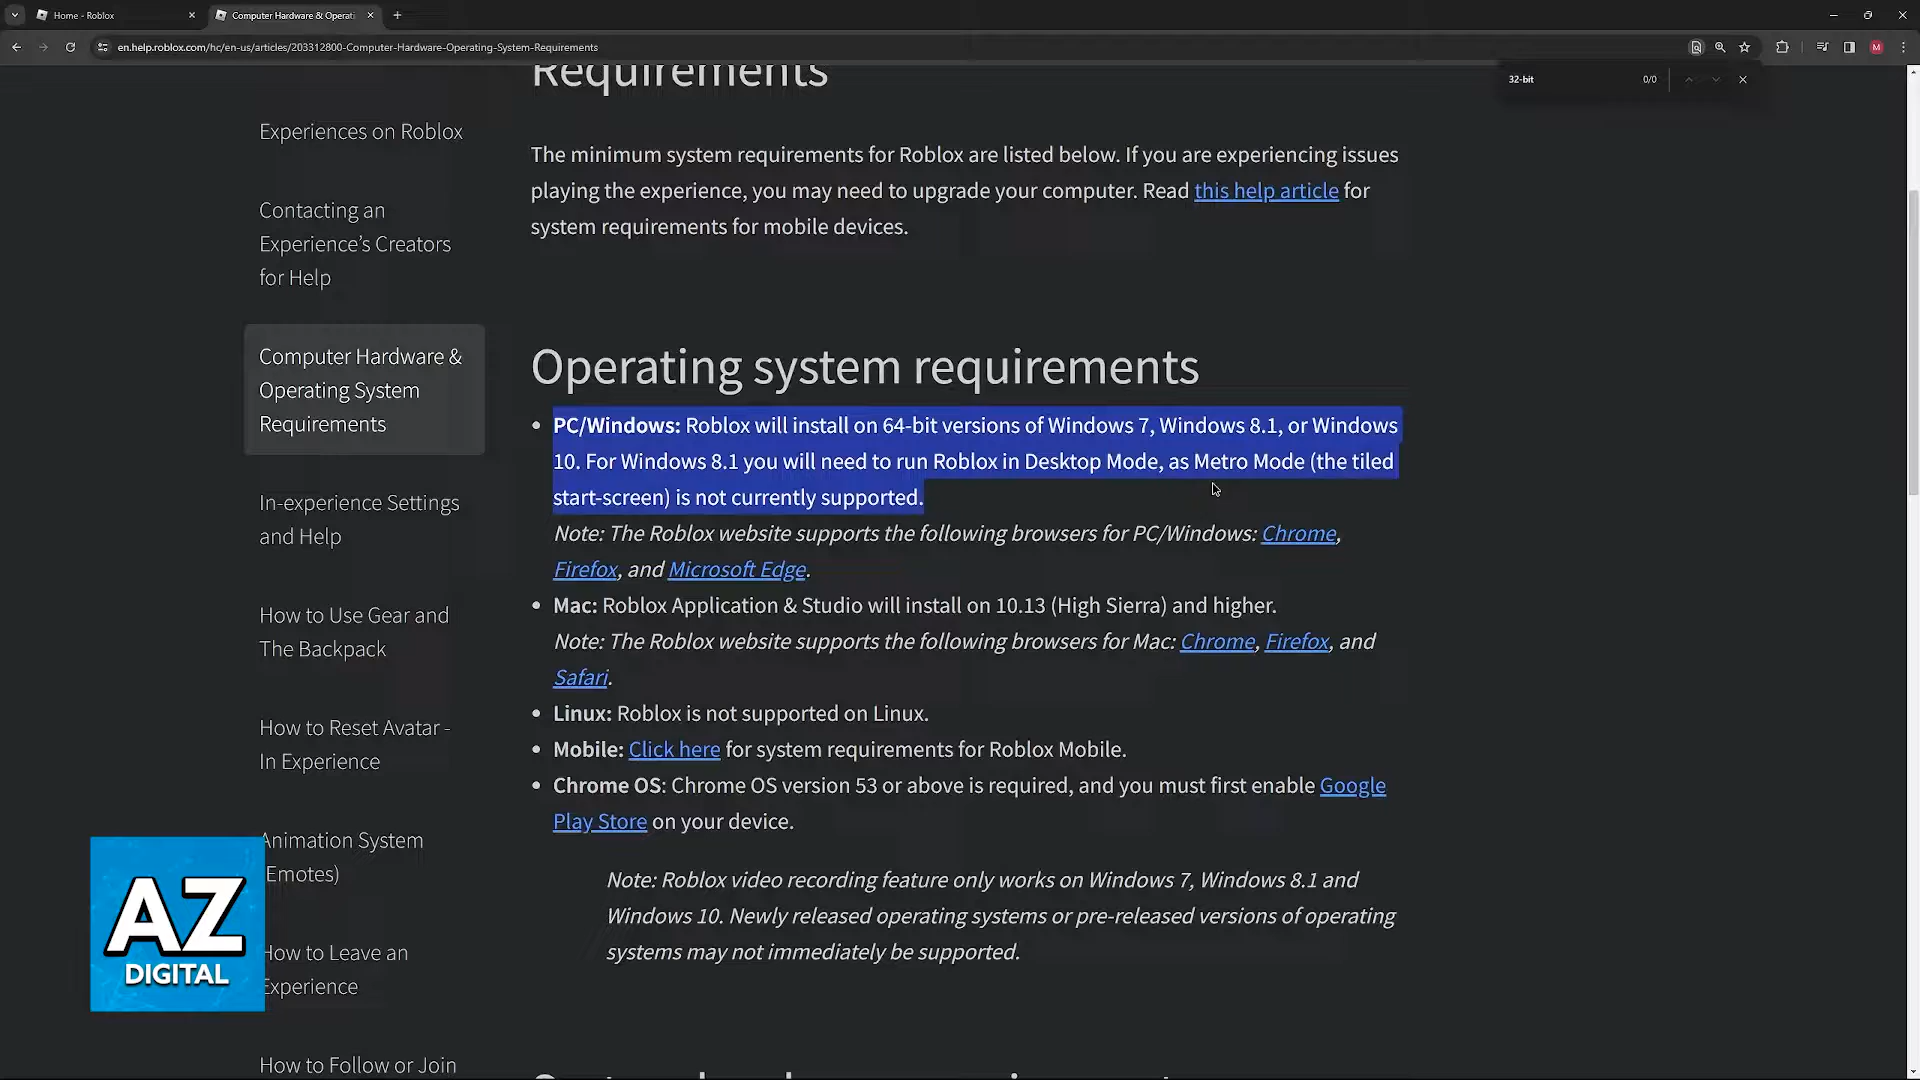 Home - Roblox
Computer Hardware & Operati
en.help.roblox.com/hc/en-us/articles/203312800-Computer-Hardware-Operating-System-Requirements
M
32-bit
0/0
Experiences on Roblox
Contacting an
Experience’s Creators
for Help
Computer Hardware &
Operating System
Requirements
In-experience Settings
and Help
How to Use Gear and
The Backpack
How to Reset Avatar -
In Experience
Animation System
Emotes)
How to Leave an
Experience
How to Follow or Join
Requirements
The minimum system requirements for Roblox are listed below. If you are experiencing issues
playing the experience, you may need to upgrade your computer. Read this help article for
system requirements for mobile devices.
Operating system requirements
• PC/Windows: Roblox will install on 64-bit versions of Windows 7, Windows 8.1, or Windows
10. For Windows 8.1 you will need to run Roblox in Desktop Mode, as Metro Mode (the tiled
start-screen) is not currently supported.
Note: The Roblox website supports the following browsers for PC/Windows: Chrome,
Firefox, and Microsoft Edge.
• Mac: Roblox Application & Studio will install on 10.13 (High Sierra) and higher.
Note: The Roblox website supports the following browsers for Mac: Chrome, Firefox, and
Safari.
• Linux: Roblox is not supported on Linux.
• Mobile: Click here for system requirements for Roblox Mobile.
• Chrome OS: Chrome OS version 53 or above is required, and you must first enable Google
Play Store on your device.
Note: Roblox video recording feature only works on Windows 7, Windows 8.1 and
Windows 10. Newly released operating systems or pre-released versions of operating
systems may not immediately be supported.
AZ
DIGITAL